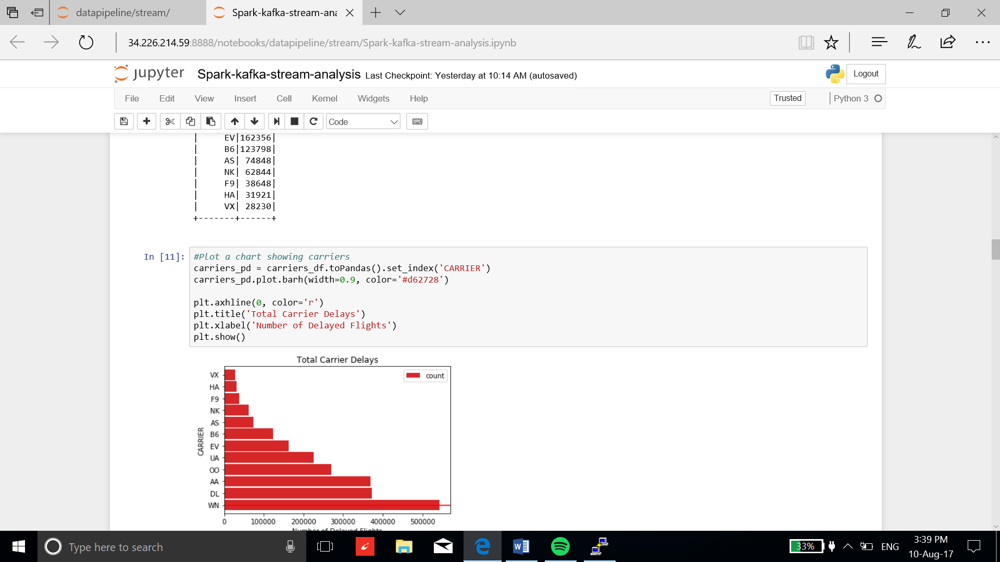 datapipeline/stream/
Spark-kafka-stream-ana
34.226.214.59:8888/notebooks/datapipeline/stream/Spark-kafka-stream-analysis.ipynb
jupyter Spark-kafka-stream-analysis Last Checkpoint: Yesterday at 10:14 AM (autosaved) Logout
File Edit View Insert Cell Kernel Widgets Help Trusted Python 3
Code
| EV|162356|
| B6|123798|
| AS| 74848|
| NK| 62844|
| F9| 38648|
| HA| 31921|
| VX| 28230|
+-------+------+
In [11]: #Plot a chart showing carriers
carriers_pd = carriers_df.toPandas().set_index('CARRIER')
carriers_pd.plot.barh(width=0.9, color='#d62728')
plt.axhline(0, color='r')
plt.title('Total Carrier Delays')
plt.xlabel('Number of Delayed Flights')
plt.show()
Total Carrier Delays
count
CARRIER
VX
HA
F9
NK
AS
B6
EV
UA
OO
AA
DL
WN
0 100000 200000 300000 400000 500000
Number of Delayed Flights
Type here to search
33%
ENG
3:39 PM
10-Aug-17